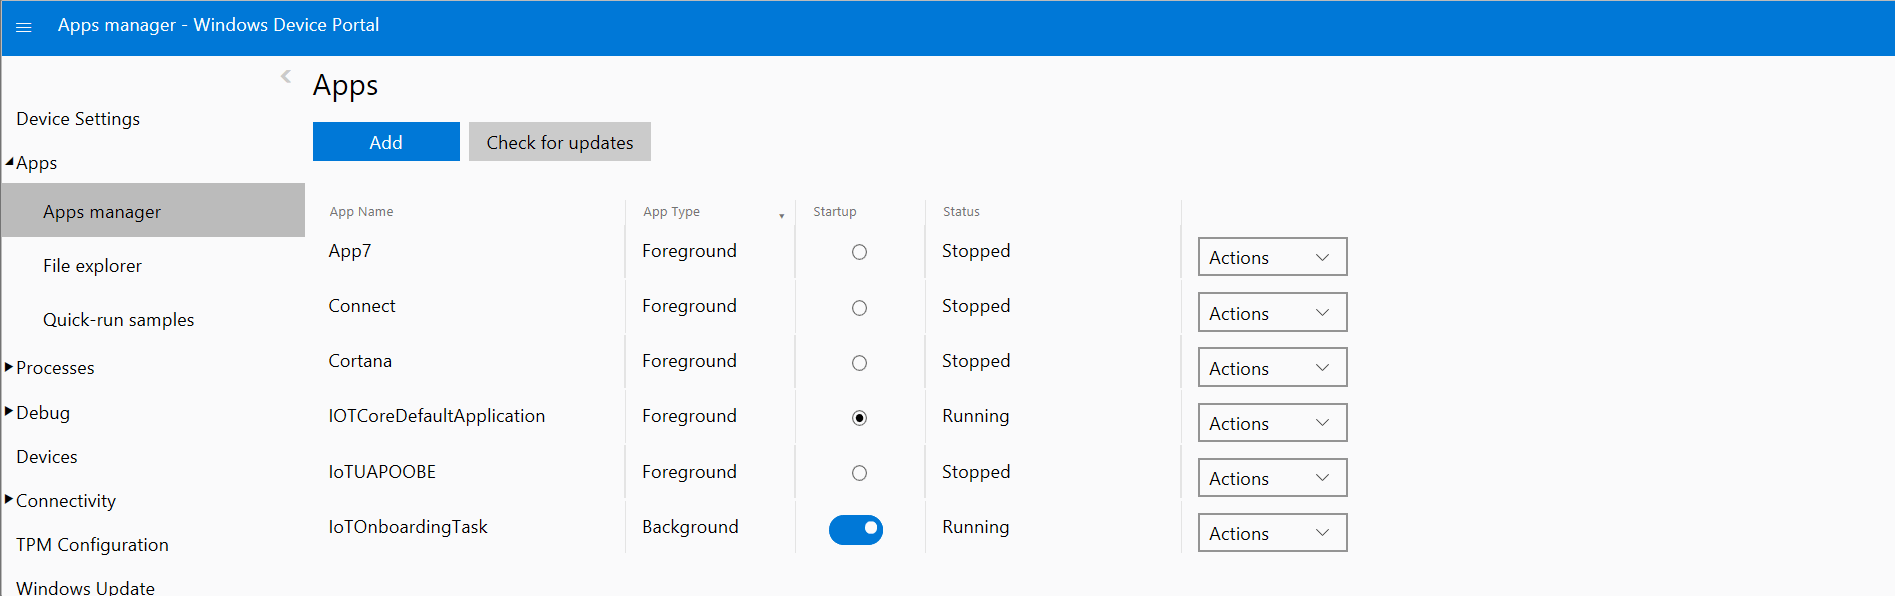 Apps manager - Windows Device Portal
Device Settings
Apps
Apps manager
File explorer
Quick-run samples
Processes
Debug
Devices
Connectivity
TPM Configuration
Windows Update
Apps
Add Check for updates
App Name App Type Startup Status
App7 Foreground Stopped Actions
Connect Foreground Stopped Actions
Cortana Foreground Stopped Actions
IOTCoreDefaultApplication Foreground Running Actions
IoTUAPOOBE Foreground Stopped Actions
IoTOnboardingTask Background Running Actions